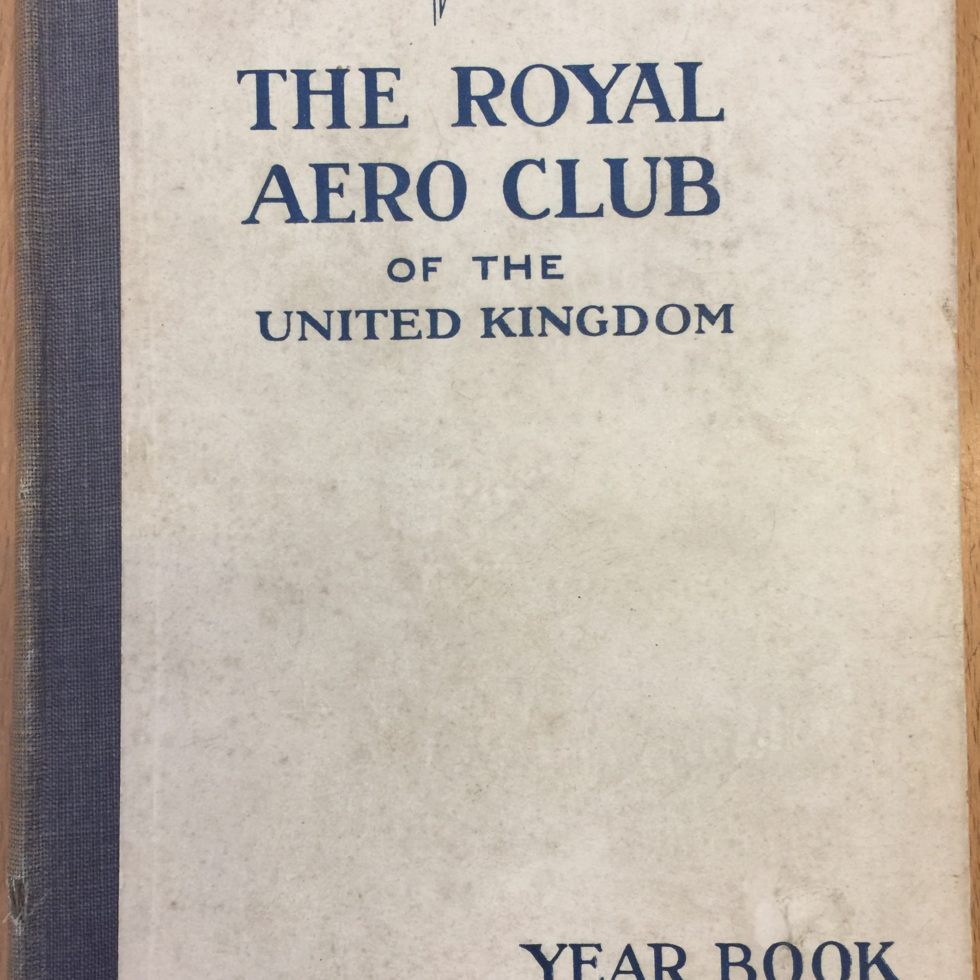 THE ROYAL
AERO CLUB
OF THE
UNITED KINGDOM
YEAR BOOK